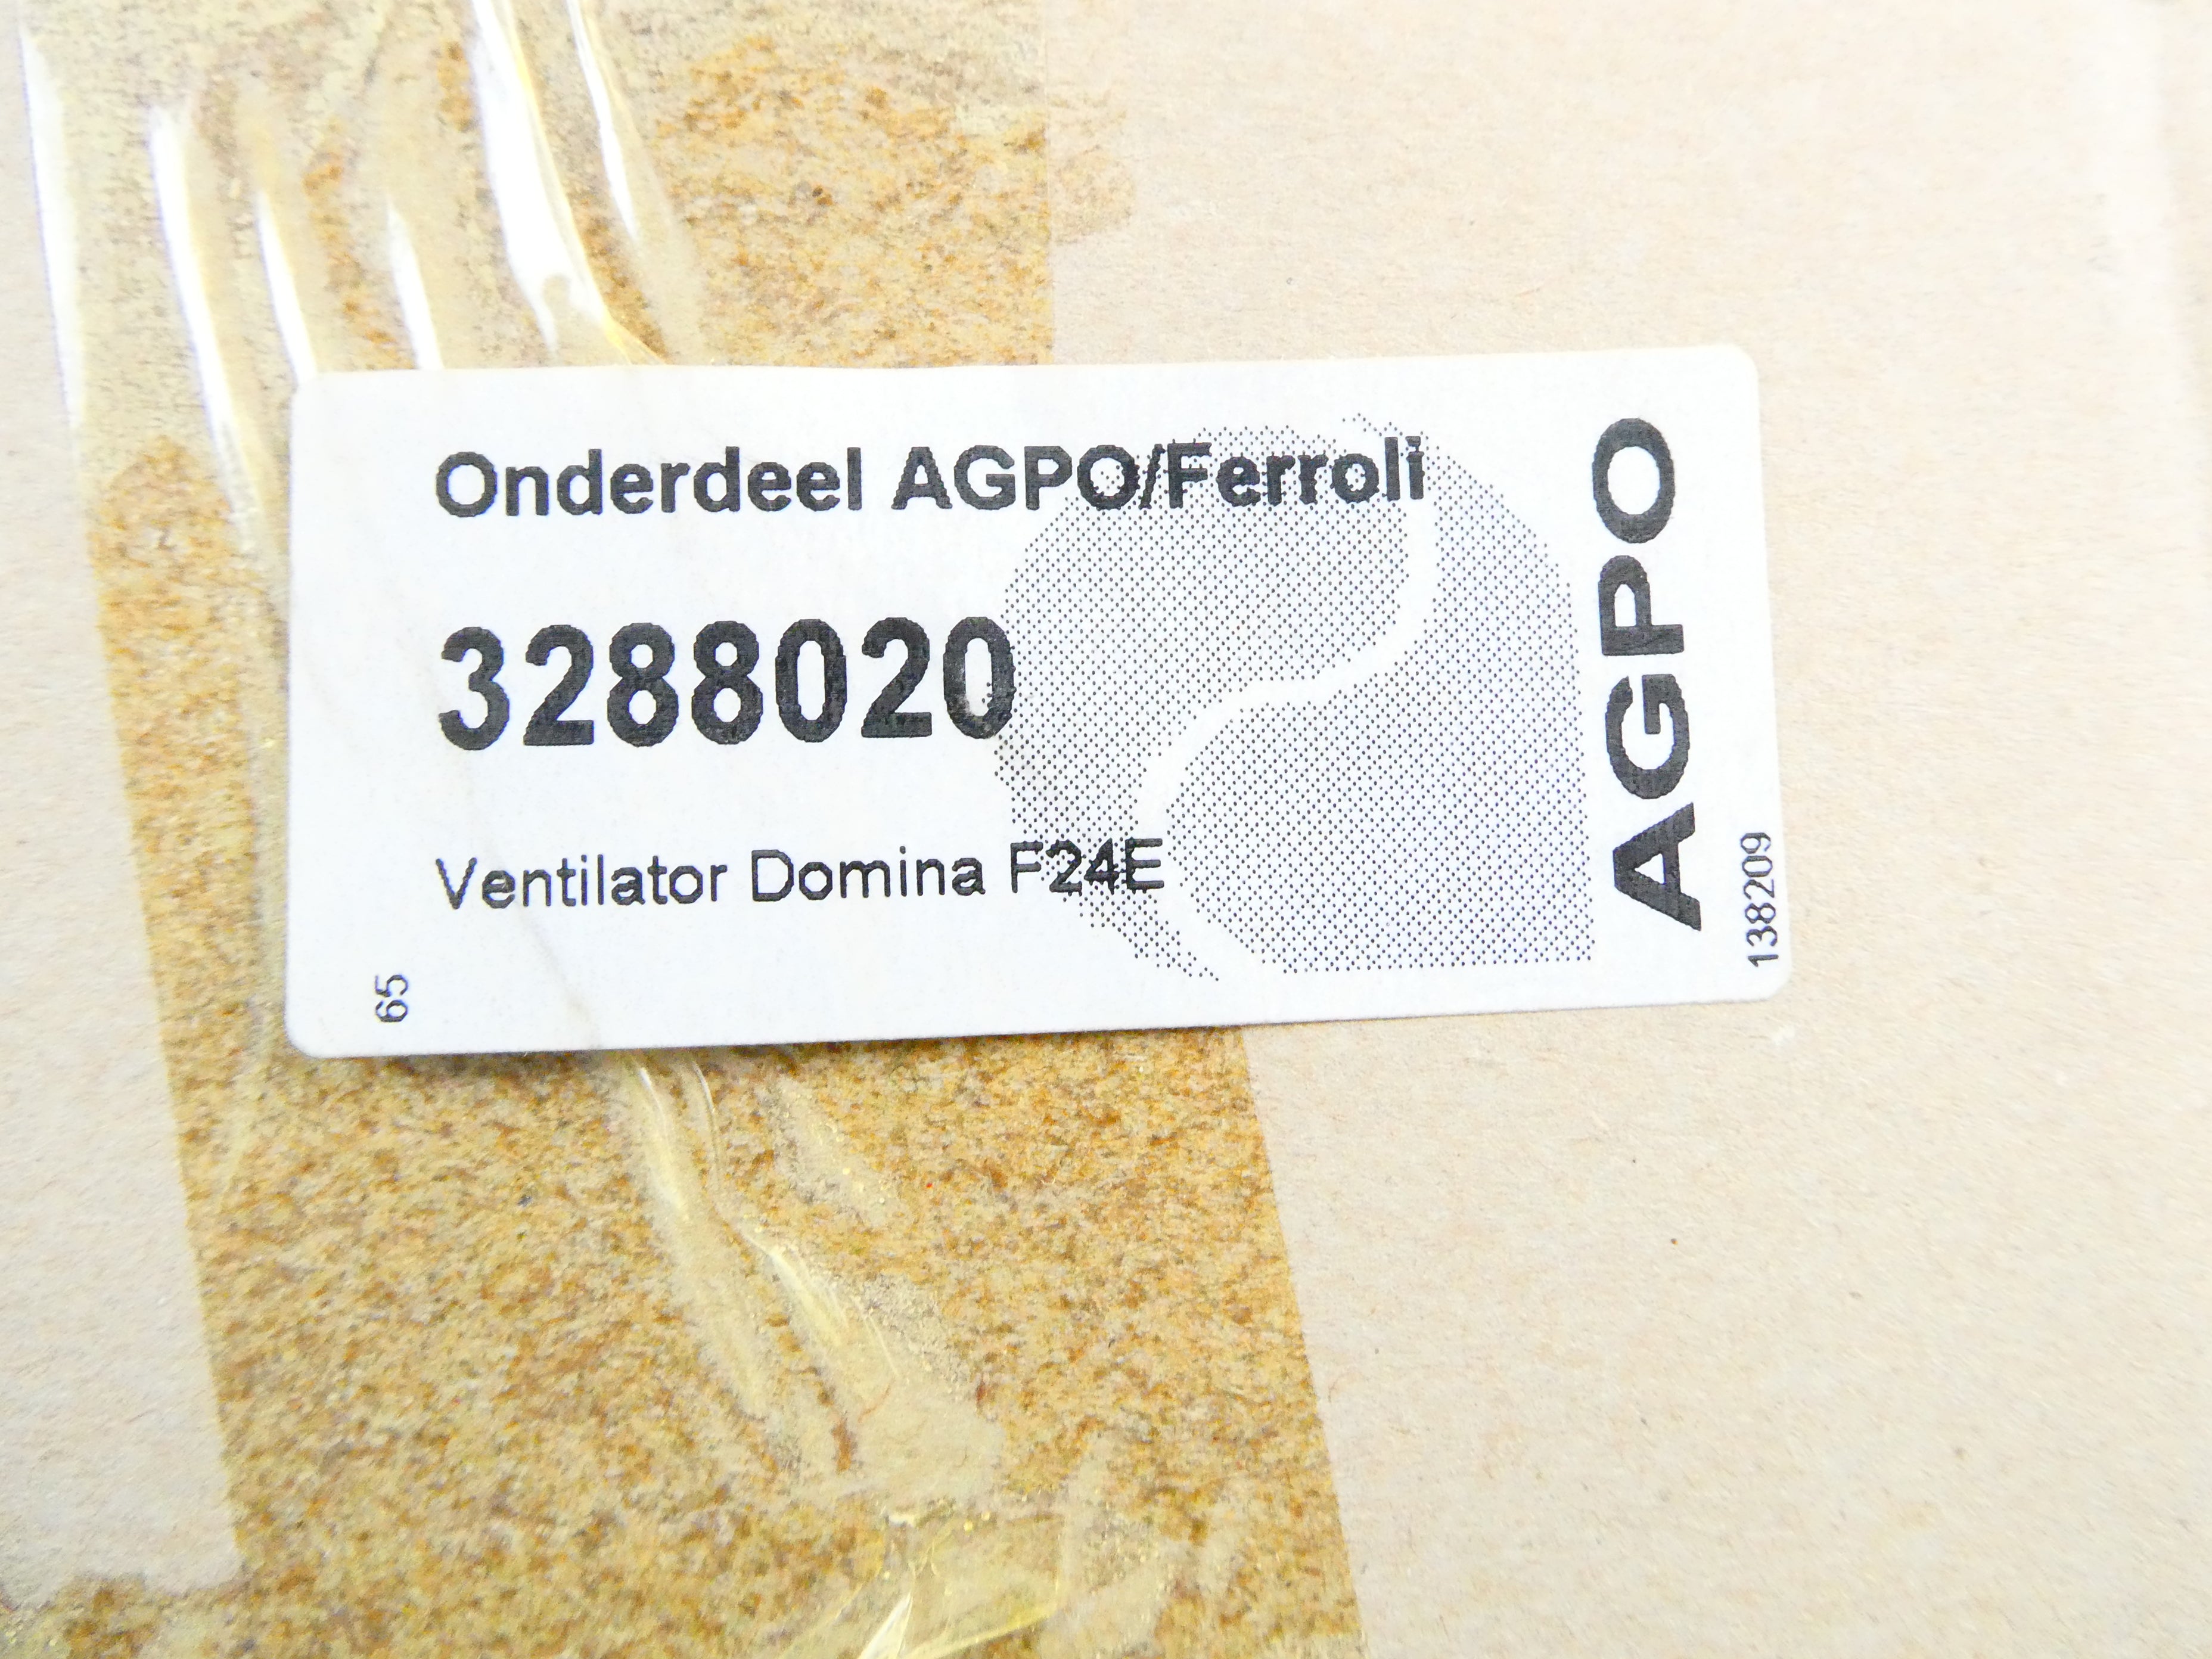 Onderdeel AGPO/Ferroli
3288020
Ventilator Domina F24E
65
AGPO
138209